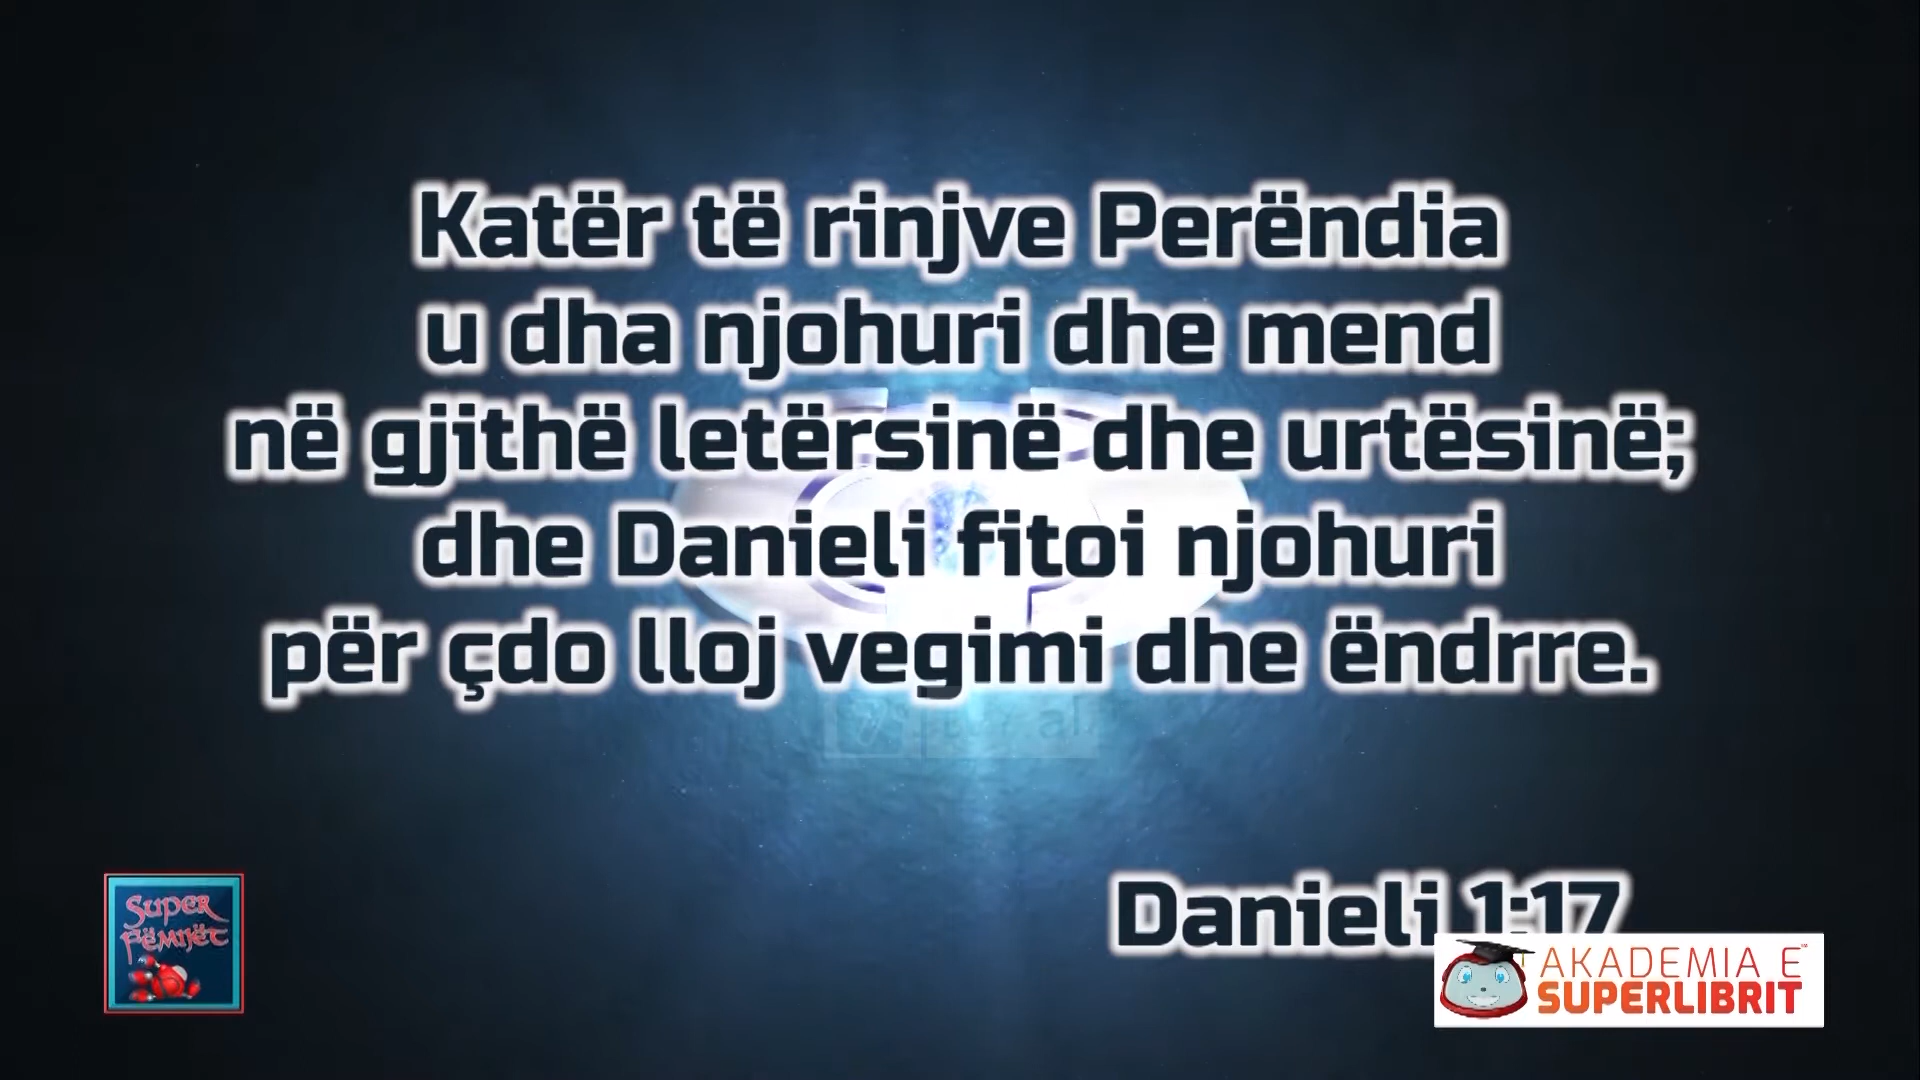 Katër të rinjve Perëndia
u dha njohuri dhe mend
në gjithë letërsinë dhe urtësinë;
dhe Danieli fitoi njohuri
për çdo lloj vegimi dhe ëndrre.
Danieli 1:17
SUPER
FËMIJËT
AKADEMIA E
SUPERLIBRIT